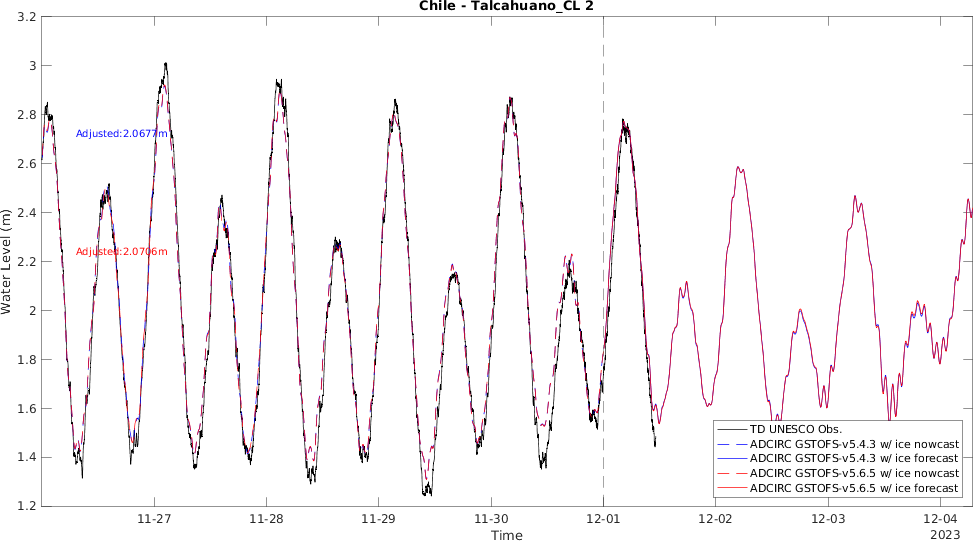 Chile - Talcahuano_CL 2
3.2
3
2.8
2.6
2.4
2.2
2
1.8
1.6
1.4
1.2
Water Level (m)
Adjusted:2.0677m
Adjusted:2.0706m
TD UNESCO Obs.
ADCIRC GSTOFS-v5.4.3 w/ ice nowcast
ADCIRC GSTOFS-v5.4.3 w/ ice forecast
ADCIRC GSTOFS-v5.6.5 w/ ice nowcast
ADCIRC GSTOFS-v5.6.5 w/ ice forecast
11-27 11-28 11-29 11-30 12-01 12-02 12-03 12-04
Time
2023